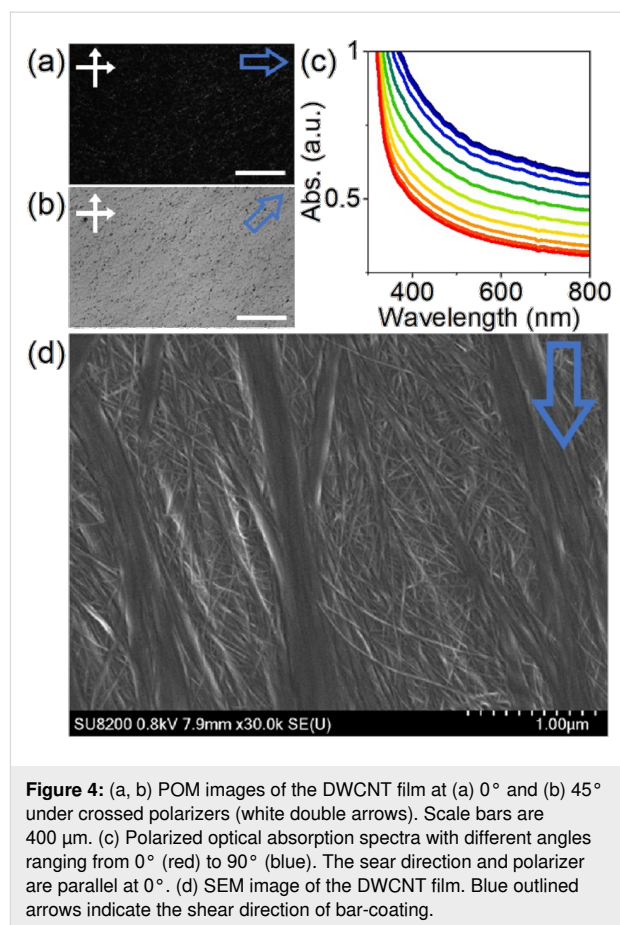 (a)
(b)
(c)
1
0.5
Abs. (a.u.)
400 600 800
Wavelength (nm)
(d)
SU8200 0.8kV 7.9mm x30.0k SE(U)
1.00μm
Figure 4: (a, b) POM images of the DWCNT film at (a) 0° and (b) 45°
under crossed polarizers (white double arrows). Scale bars are
400 μm. (c) Polarized optical absorption spectra with different angles
ranging from 0° (red) to 90° (blue). The sear direction and polarizer
are parallel at 0°. (d) SEM image of the DWCNT film. Blue outlined
arrows indicate the shear direction of bar-coating.